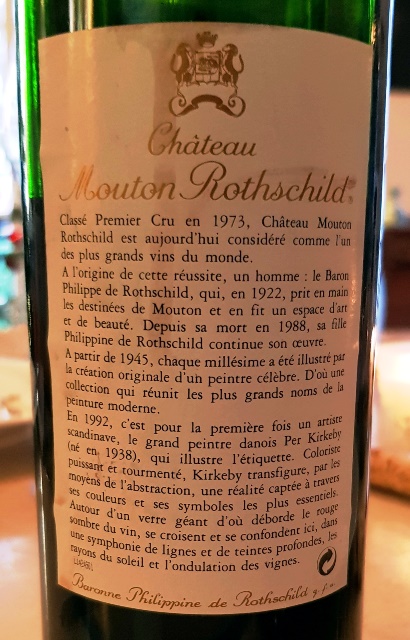 Château
Mouton Rothschild
Classé Premier Cru en 1973, Château Mouton
Rothschild est aujourd'hui considéré comme l'un
des plus grands vins du monde.
A l'origine de cette réussite, un homme : le Baron
Philippe de Rothschild, qui, en 1922, prit en main
les destinées de Mouton et en fit un espace d'art
et de beauté. Depuis sa mort en 1988, sa fille
Philippine de Rothschild continue son œuvre.
A partir de 1945, chaque millésime a été illustré par
la création originale d'un peintre célèbre. D'où une
collection qui réunit les plus grands noms de la
peinture moderne.
En 1992, c'est pour la première fois un artiste
scandinave, le grand peintre danois Per Kirkeby
(né en 1938), qui illustre l'étiquette. Coloriste
puissant et tourmenté, Kirkeby transfigure, par les
moyens de l'abstraction, une réalité captée à travers
ses couleurs et ses symboles les plus essentiels.
Autour d'un verre géant d'où déborde le rouge
sombre du vin, se croisent et se confondent ici, dans
une symphonie de lignes et de teintes profondes, les
rayons du soleil et l'ondulation des vignes.
Baronne Philippine de Rothschild g.f.a.